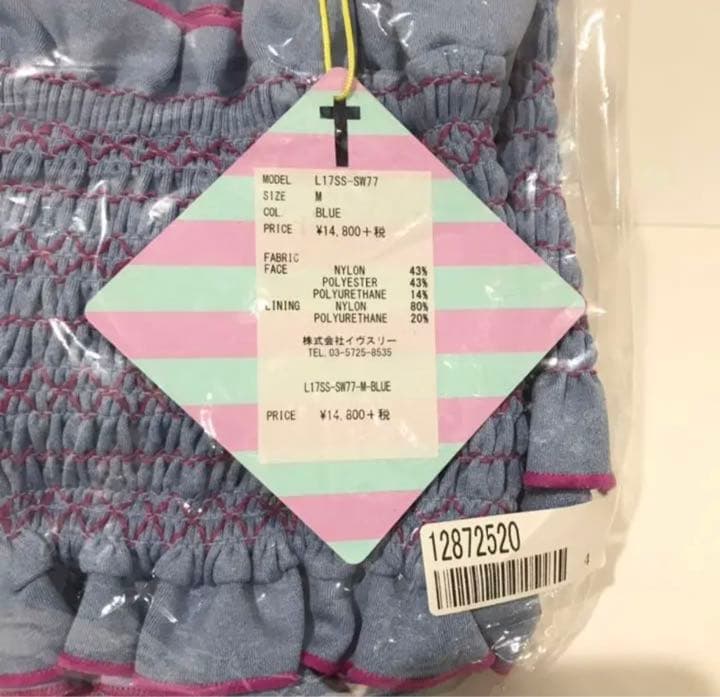 MODEL L17SS-SW77
SIZE M
COL. BLUE
PRICE ¥14,800+税
FABRIC
FACE NYLON 43%
POLYESTER 43%
POLYURETHANE 14%
LINING NYLON 80%
POLYURETHANE 20%
株式会社イヴスリー
TEL.03-5725-8535
L17SS-SW77-M-BLUE
PRICE ¥14,800+税
12872520
4